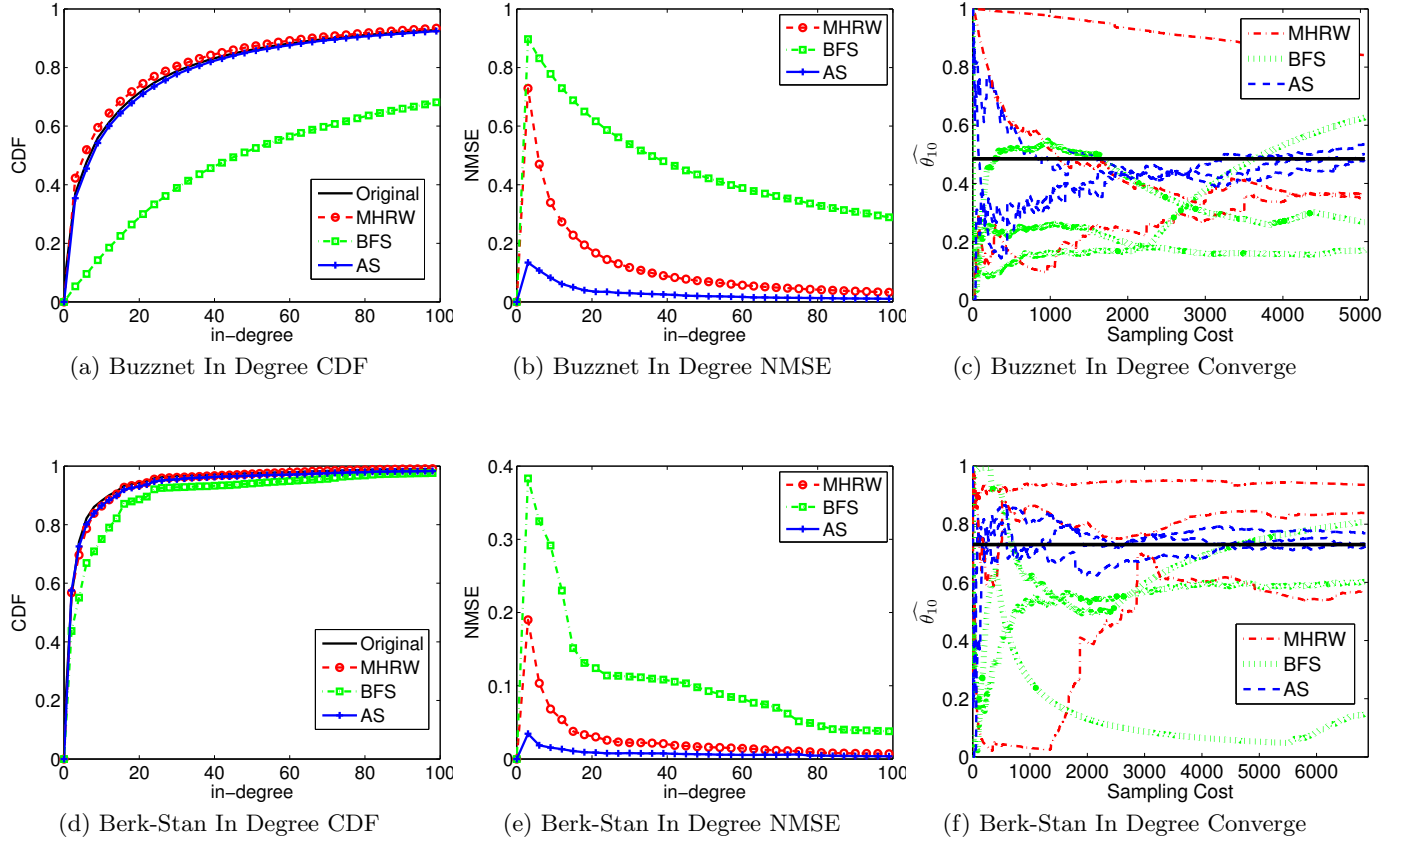 1
0.8
0.6
0.4
0.2
0
CDF
0 20 40 60 80 100
in-degree
Original
MHRW
BFS
AS
(a) Buzznet In Degree CDF
1
0.8
0.6
0.4
0.2
0
NMSE
0 20 40 60 80 100
in-degree
MHRW
BFS
AS
(b) Buzznet In Degree NMSE
1
0.8
0.6
0.4
0.2
0
$\widehat{\theta_{10}}$
0 1000 2000 3000 4000 5000
Sampling Cost
MHRW
BFS
AS
(c) Buzznet In Degree Converge
1
0.8
0.6
0.4
0.2
0
CDF
0 20 40 60 80 100
in-degree
Original
MHRW
BFS
AS
(d) Berk-Stan In Degree CDF
0.4
0.3
0.2
0.1
0
NMSE
0 20 40 60 80 100
in-degree
MHRW
BFS
AS
(e) Berk-Stan In Degree NMSE
1
0.8
0.6
0.4
0.2
0
$\widehat{\theta_{10}}$
0 1000 2000 3000 4000 5000 6000
Sampling Cost
MHRW
BFS
AS
(f) Berk-Stan In Degree Converge